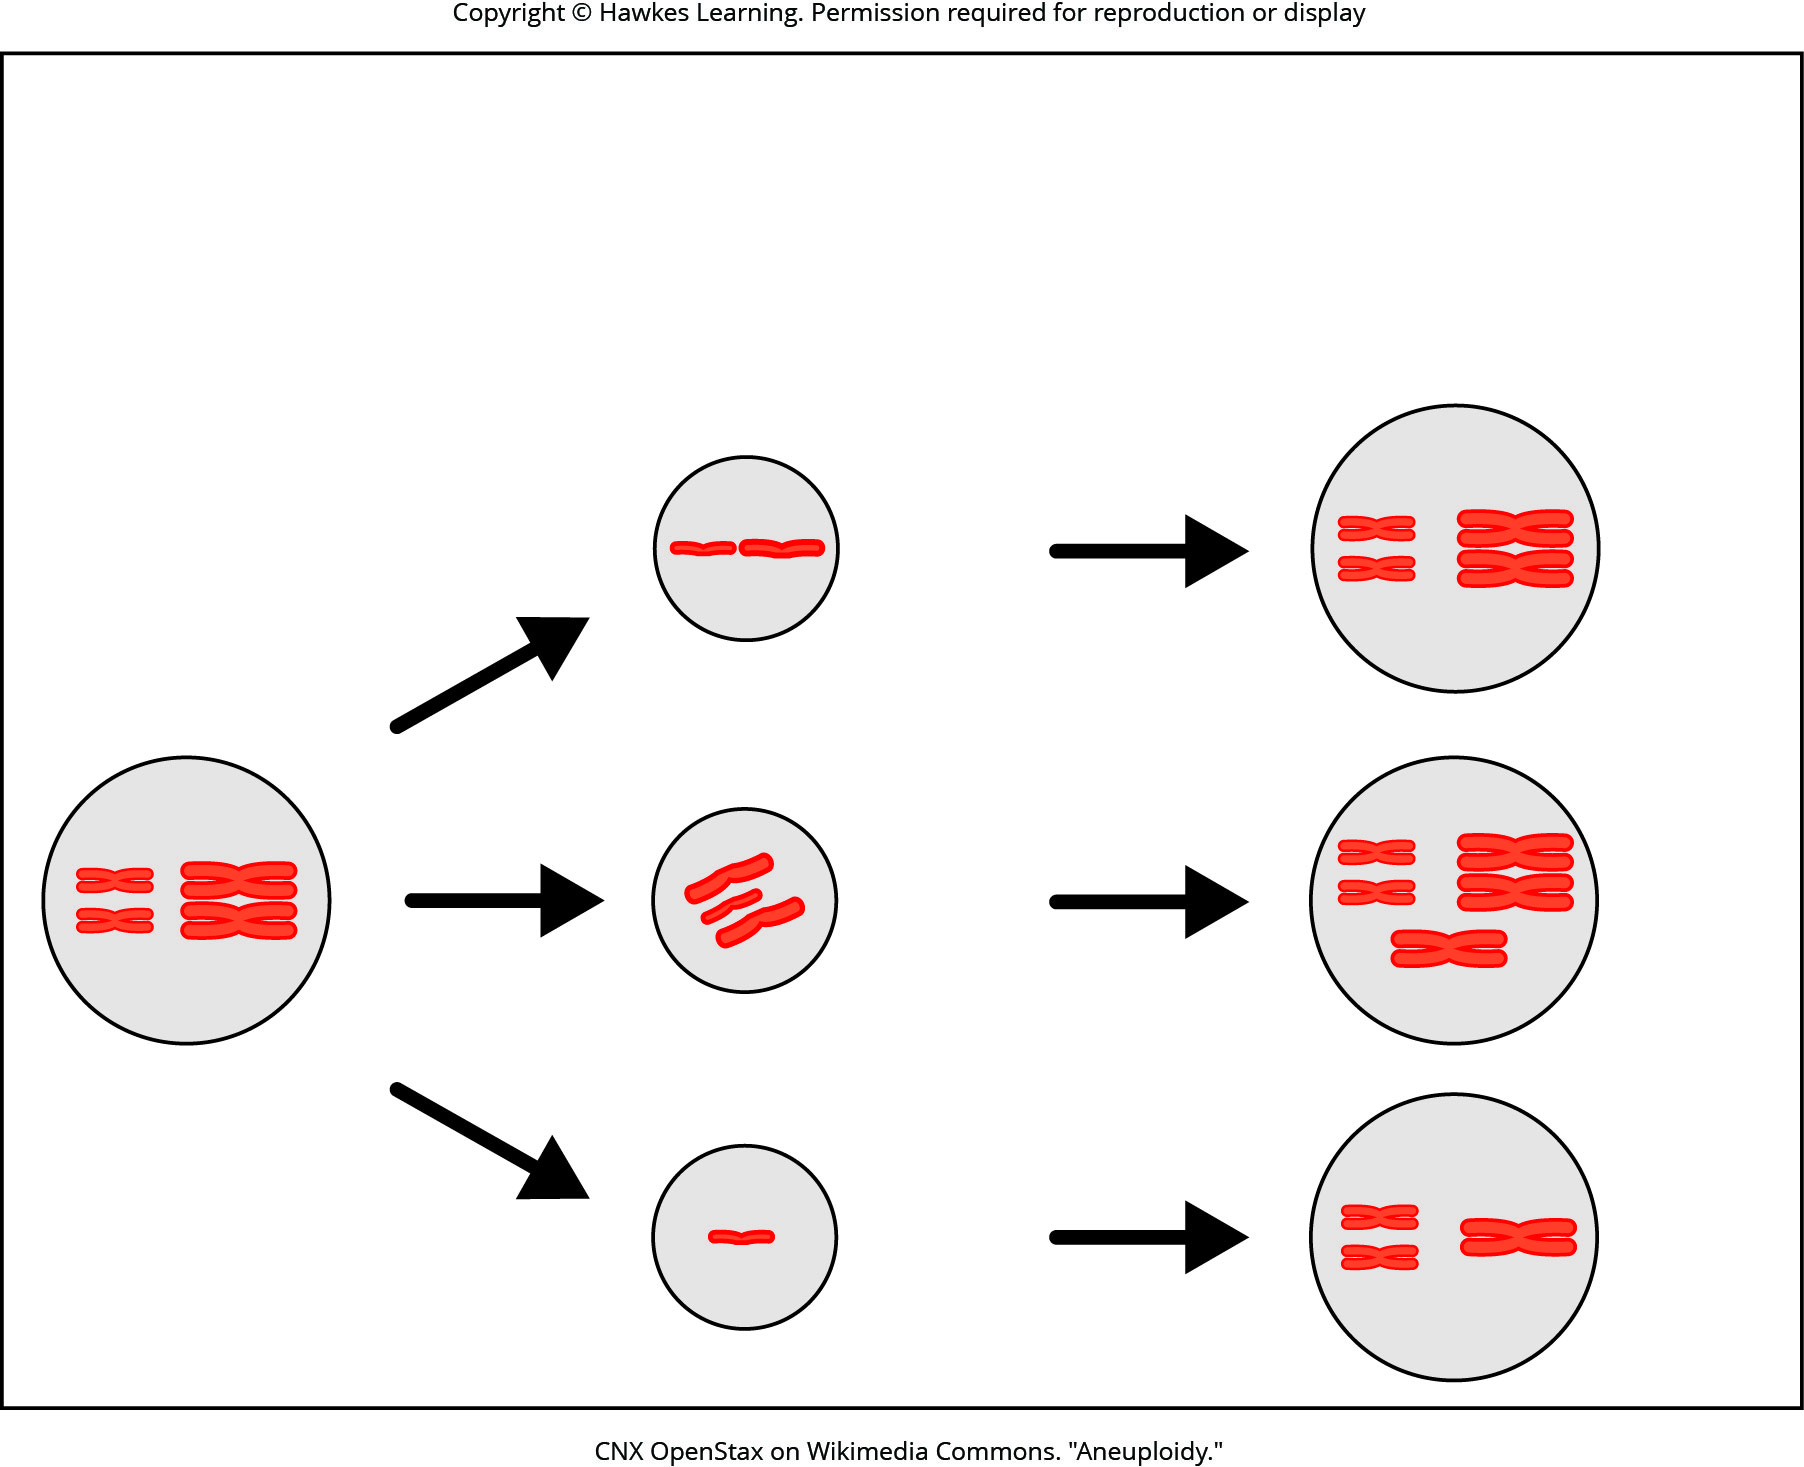 Copyright © Hawkes Learning. Permission required for reproduction or display
CNX OpenStax on Wikimedia Commons. "Aneuploidy."